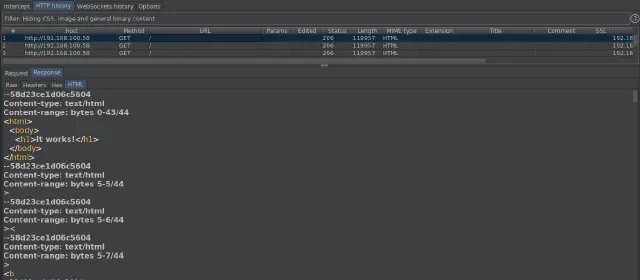 Intercept HTTP history WebSockets history Options
Filter: Hiding CSS, image and general binary content
# Host Method URL Params Edited Status Length MIME type Extension Title Comment SSL
1 http://192.168.100.58 GET / 206 119957 HTML 192.16
2 http://192.168.100.58 GET / 206 119957 HTML 192.16
3 http://192.168.100.58 GET / 206 119957 HTML 192.16
Request Response
Raw Headers Hex HTML
--58d23ce1d06c5604
Content-type: text/html
Content-range: bytes 0-43/44
<html>
<body>
<h1>It works!</h1>
</body>
</html>
--58d23ce1d06c5604
Content-type: text/html
Content-range: bytes 5-5/44
>
--58d23ce1d06c5604
Content-type: text/html
Content-range: bytes 5-6/44
><
--58d23ce1d06c5604
Content-type: text/html
Content-range: bytes 5-7/44
>
<b